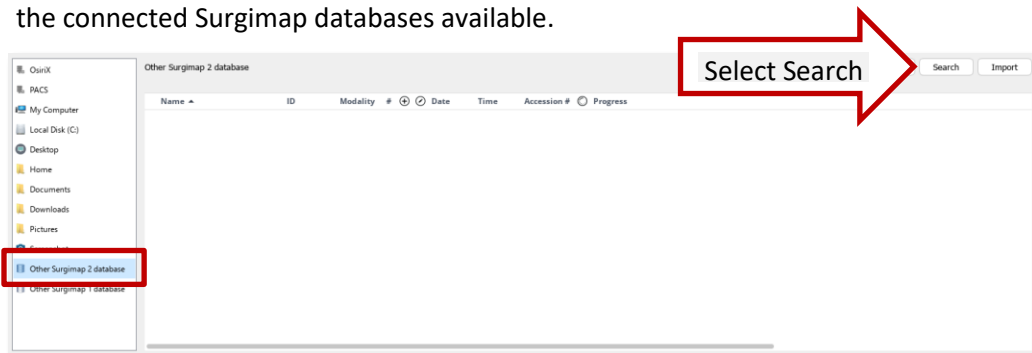 the connected Surgimap databases available.
Select Search
Search Import
Other Surgimap 2 database
Name ID Modality # Date Time Accession # Progress
OsiriX
PACS
My Computer
Local Disk (C:)
Desktop
Home
Documents
Downloads
Pictures
Other Surgimap 2 database
Other Surgimap 1 database